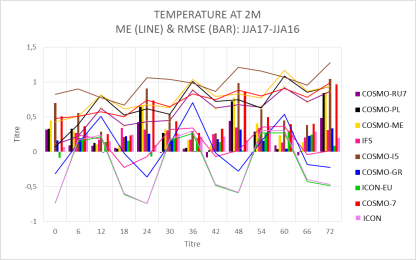 TEMPERATURE AT 2M
ME (LINE) & RMSE (BAR): JJA17-JJA16
1,5
1
0,5
0
-0,5
-1
Titre
0 6 12 18 24 30 36 42 48 54 60 66 72
Titre
COSMO-RU7
COSMO-PL
COSMO-ME
IFS
COSMO-I5
COSMO-GR
ICON-EU
COSMO-7
ICON